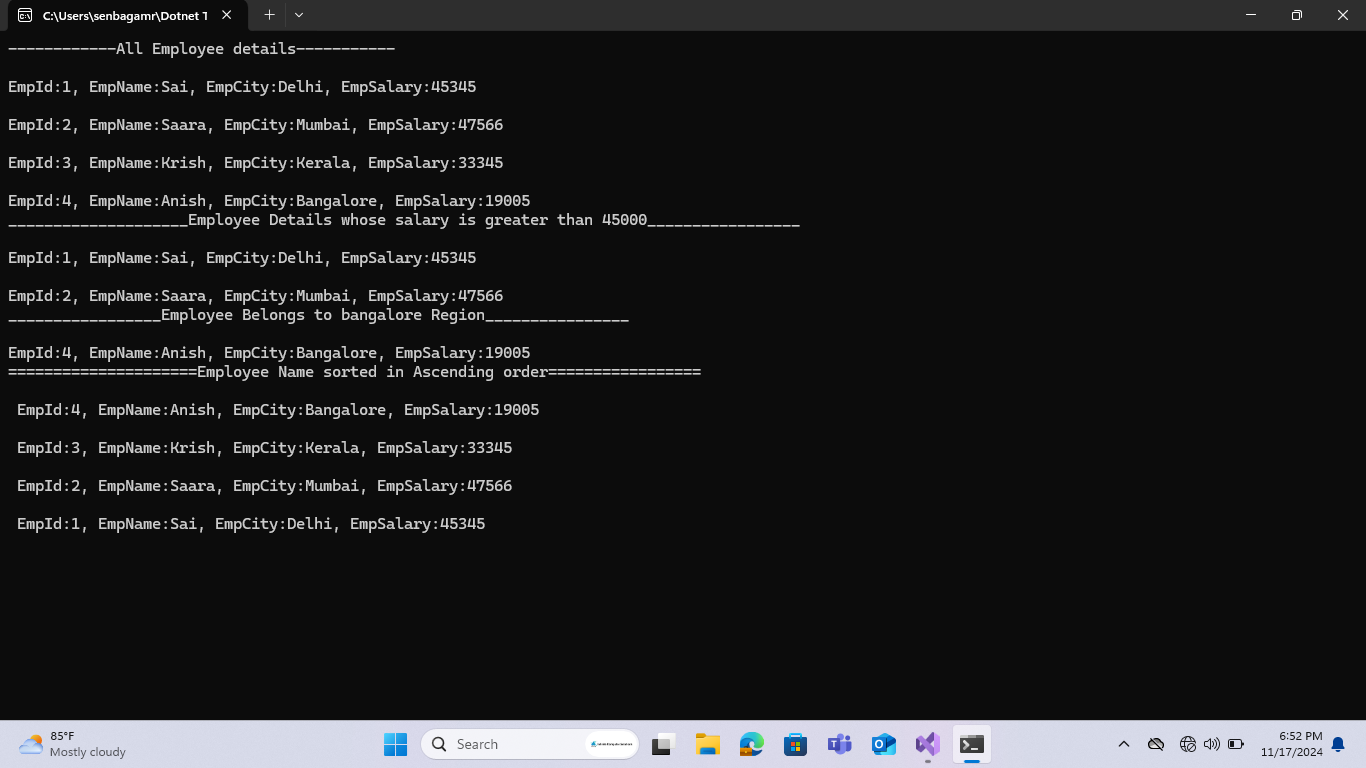 C:\Users\senbagamr\Dotnet T
------------All Employee details-----------
EmpId:1, EmpName:Sai, EmpCity:Delhi, EmpSalary:45345
EmpId:2, EmpName:Saara, EmpCity:Mumbai, EmpSalary:47566
EmpId:3, EmpName:Krish, EmpCity:Kerala, EmpSalary:33345
EmpId:4, EmpName:Anish, EmpCity:Bangalore, EmpSalary:19005
____________________Employee Details whose salary is greater than 45000_________________
EmpId:1, EmpName:Sai, EmpCity:Delhi, EmpSalary:45345
EmpId:2, EmpName:Saara, EmpCity:Mumbai, EmpSalary:47566
_________________Employee Belongs to bangalore Region________________
EmpId:4, EmpName:Anish, EmpCity:Bangalore, EmpSalary:19005
=====================Employee Name sorted in Ascending order=================
EmpId:4, EmpName:Anish, EmpCity:Bangalore, EmpSalary:19005
EmpId:3, EmpName:Krish, EmpCity:Kerala, EmpSalary:33345
EmpId:2, EmpName:Saara, EmpCity:Mumbai, EmpSalary:47566
EmpId:1, EmpName:Sai, EmpCity:Delhi, EmpSalary:45345
85°F
Mostly cloudy
Search
6:52 PM
11/17/2024